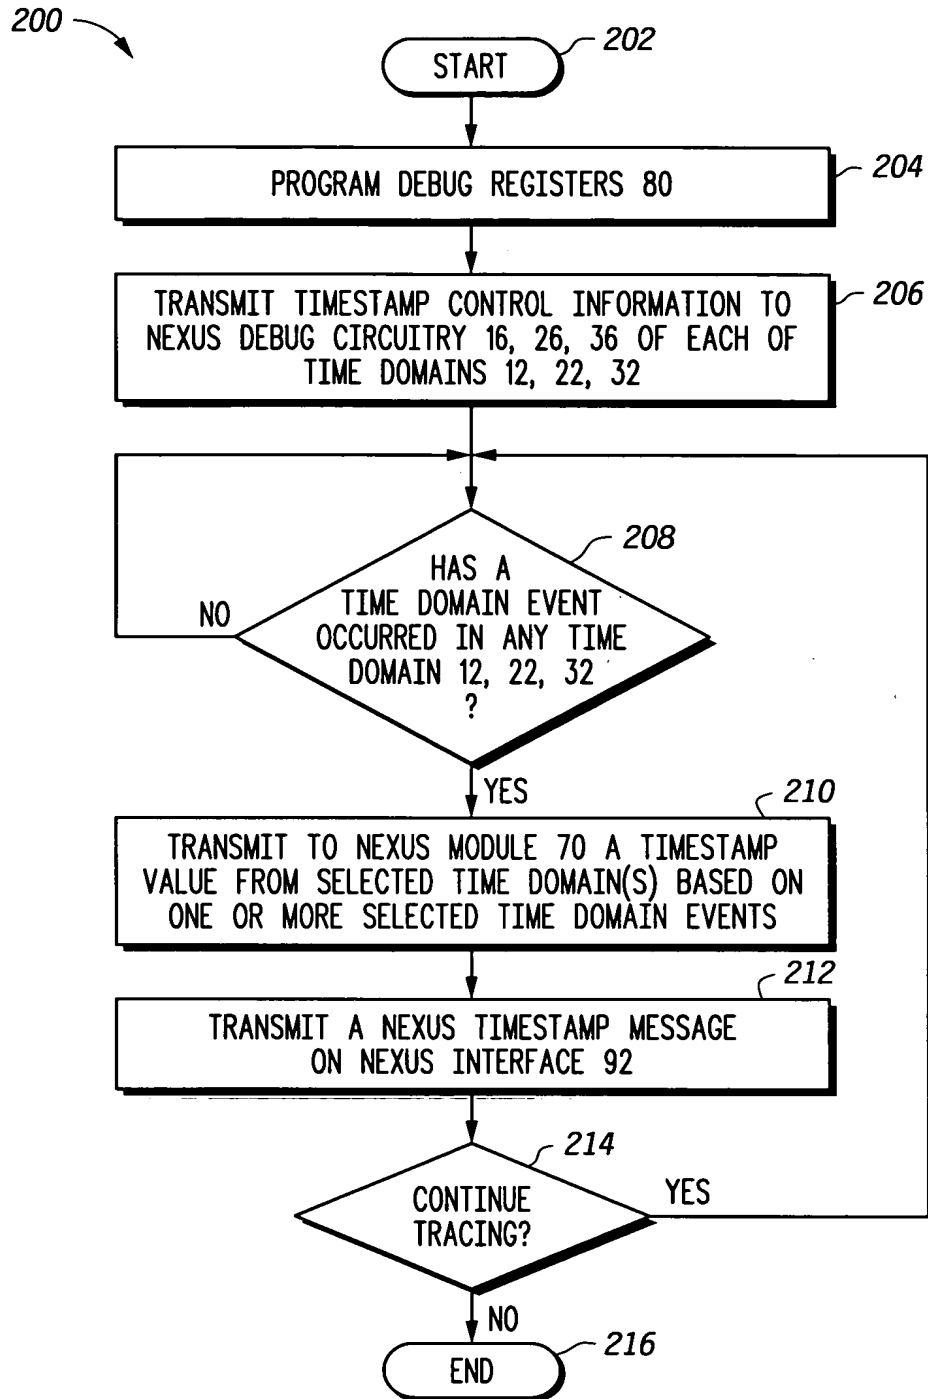 200
START
202
PROGRAM DEBUG REGISTERS 80
204
TRANSMIT TIMESTAMP CONTROL INFORMATION TO
NEXUS DEBUG CIRCUITRY 16, 26, 36 OF EACH OF
TIME DOMAINS 12, 22, 32
206
HAS A
TIME DOMAIN EVENT
OCCURRED IN ANY TIME
DOMAIN 12, 22, 32
?
208
NO
YES
210
TRANSMIT TO NEXUS MODULE 70 A TIMESTAMP
VALUE FROM SELECTED TIME DOMAIN(S) BASED ON
ONE OR MORE SELECTED TIME DOMAIN EVENTS
212
TRANSMIT A NEXUS TIMESTAMP MESSAGE
ON NEXUS INTERFACE 92
214
CONTINUE
TRACING?
YES
NO
END
216